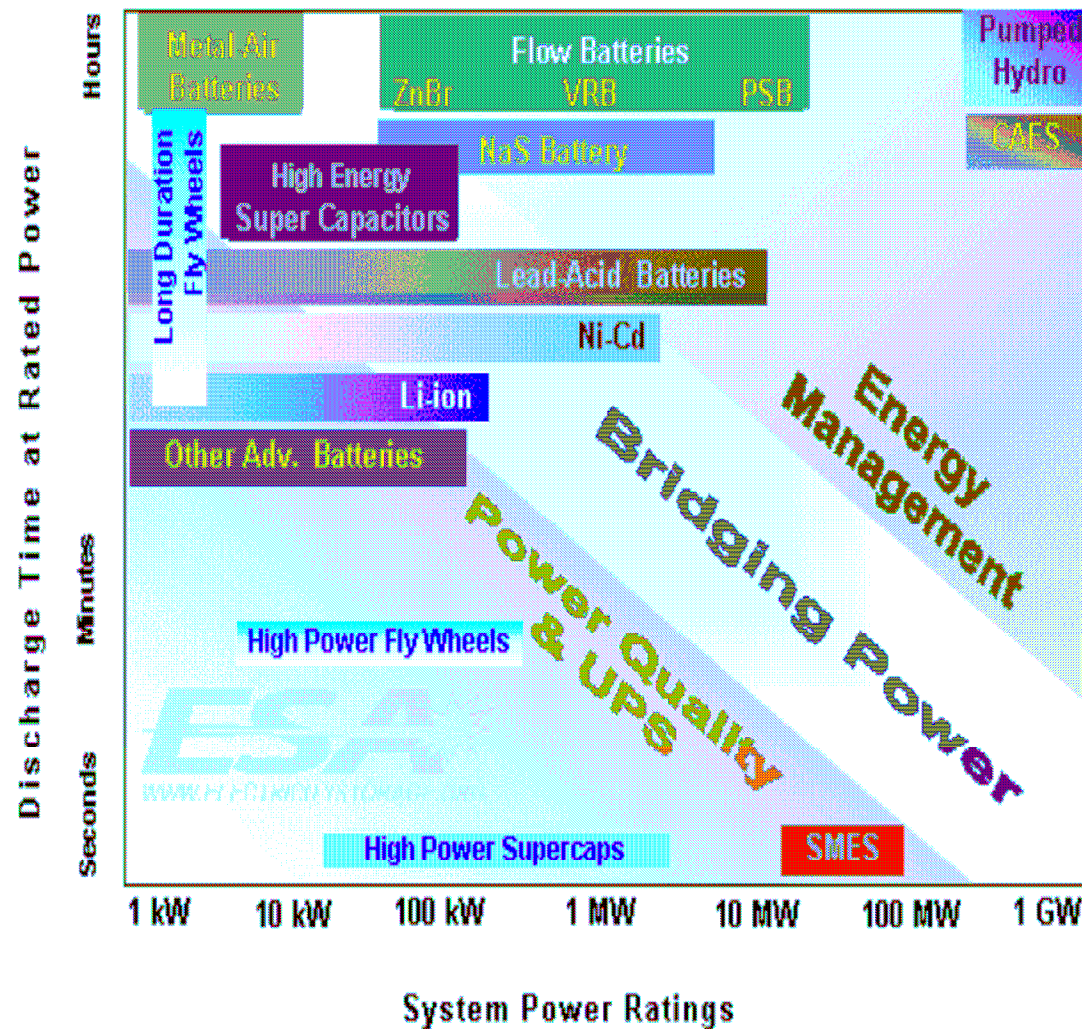 Discharge Time at Rated Power
Hours
Minutes
Seconds
Metal-Air
Batteries
Flow Batteries
ZnBr VRB PSB
Pumped
Hydro
NaS Battery
CAES
Long Duration
Fly Wheels
High Energy
Super Capacitors
Lead-Acid Batteries
Ni-Cd
Li-ion
Other Adv. Batteries
Energy
Management
Bridging Power
Power Quality
& UPS
High Power Fly Wheels
ESA
High Power Supercaps
SMES
1 kW 10 kW 100 kW 1 MW 10 MW 100 MW 1 GW
System Power Ratings